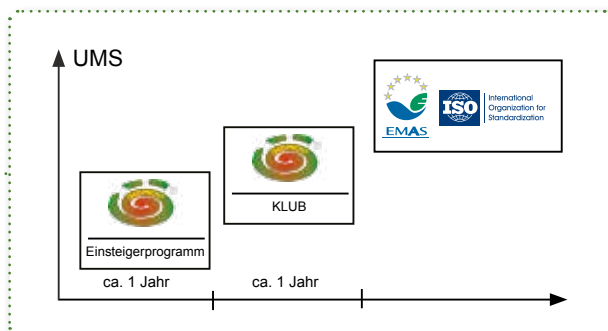 UMS
EMAS
ISO
International
Organization for
Standardization
KLUB
Einsteigerprogramm
ca. 1 Jahr
ca. 1 Jahr